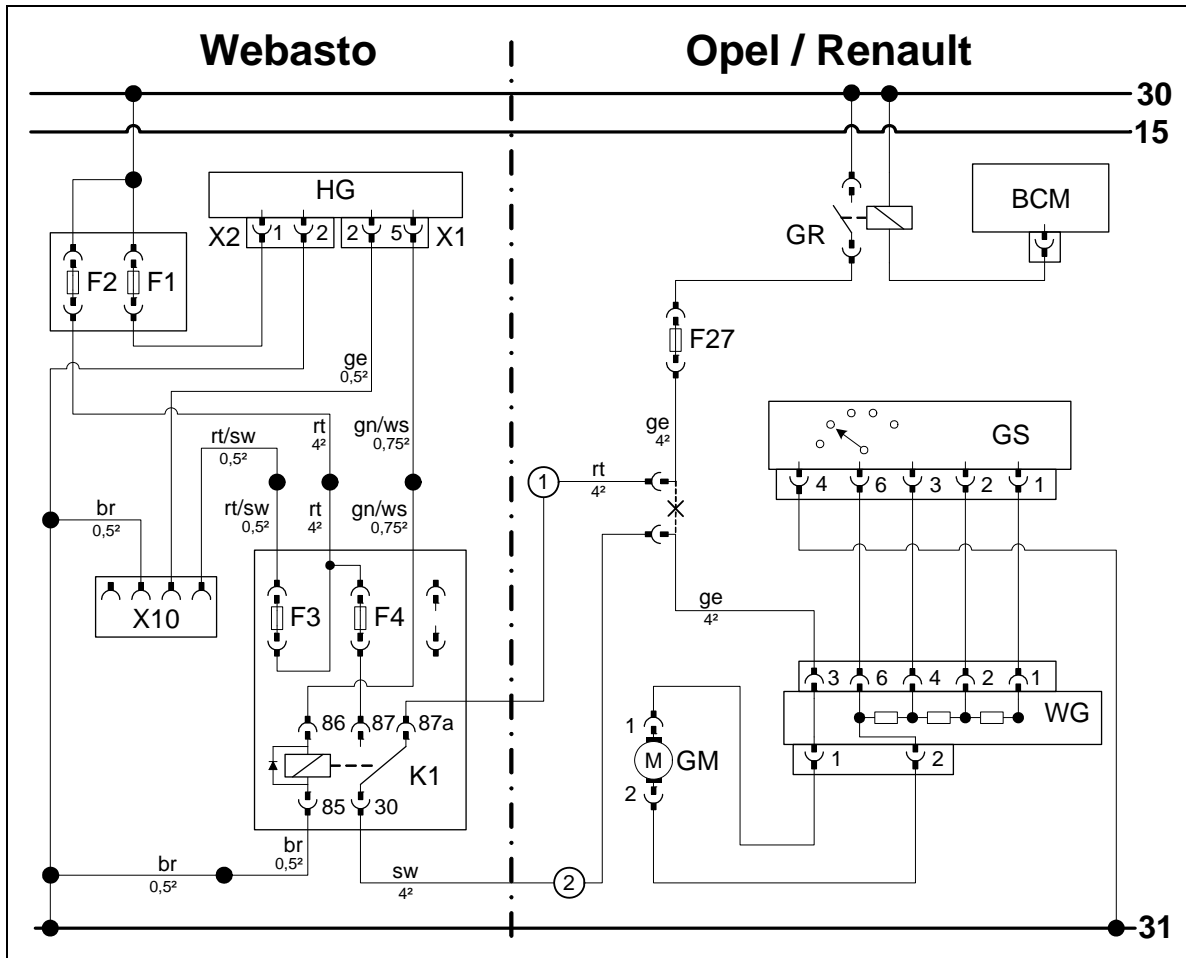 Webasto
Opel / Renault
30
15
HG
BCM
X2 1 2 2 5 X1
GR
F2 F1
F27
ge
0,5²
rt
4²
gn/ws
0,75²
rt/sw
0,5²
ge
4²
GS
1
rt
4²
4 6 3 2 1
br
0,5²
rt/sw
0,5²
rt
4²
gn/ws
0,75²
X10
F3 F4
ge
4²
3 6 4 2 1
WG
86 87 87a
1
M GM
2
1 2
K1
85 30
br
0,5²
br
0,5²
sw
4²
2
31